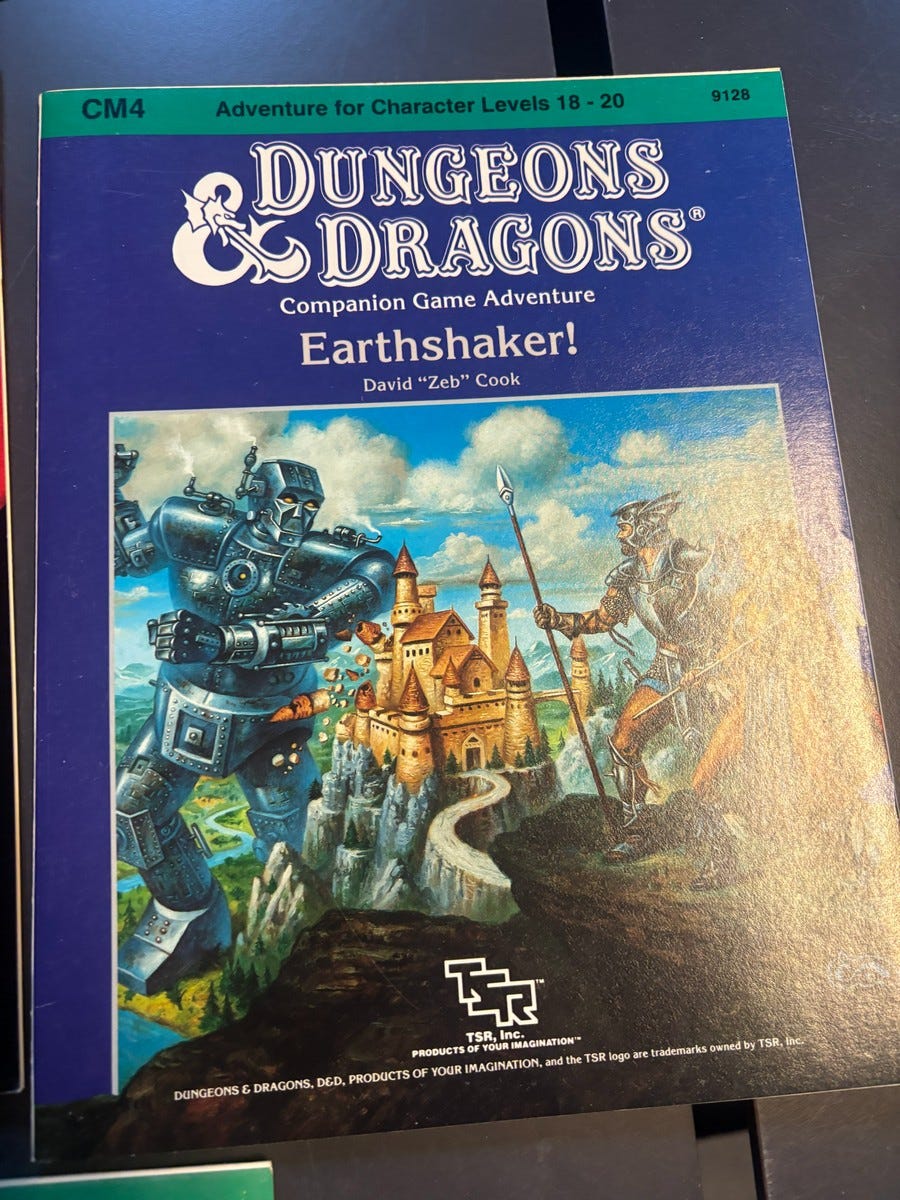 CM4 Adventure for Character Levels 18 - 20 9128
DUNGEONS
& DRAGONS®
Companion Game Adventure
Earthshaker!
David “Zeb” Cook
TSR™
TSR, Inc.
PRODUCTS OF YOUR IMAGINATION™
DUNGEONS & DRAGONS, D&D, PRODUCTS OF YOUR IMAGINATION, and the TSR logo are trademarks owned by TSR, Inc.